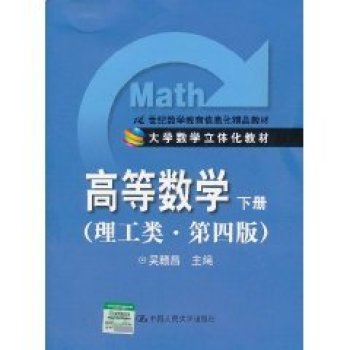 Math
21世纪数学教育信息化精品教材
大学数学立体化教材
高等数学 下册
(理工类·第四版)
吴赣昌 主编
中国人民大学出版社